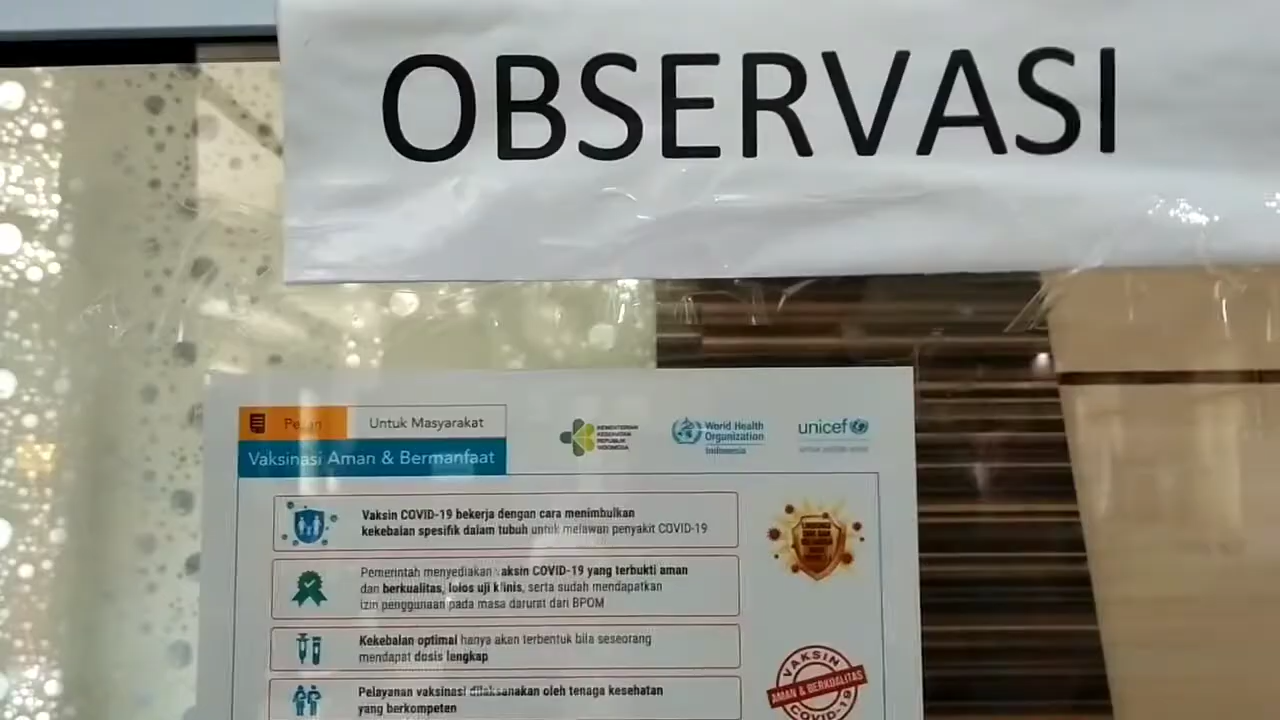 OBSERVASI
Pesan
Untuk Masyarakat
Vaksinasi Aman & Bermanfaat
KEMENTERIAN
KESEHATAN
REPUBLIK
INDONESIA
World Health
Organization
Indonesia
unicef
Vaksin COVID-19 bekerja dengan cara menimbulkan
kekebalan spesifik dalam tubuh untuk melawan penyakit COVID-19
Pemerintah menyediakan vaksin COVID-19 yang terbukti aman
dan berkualitas, lolos uji klinis, serta sudah mendapatkan
izin penggunaan pada masa darurat dari BPOM
Kekebalan optimal hanya akan terbentuk bila seseorang
mendapat dosis lengkap
Pelayanan vaksinasi dilaksanakan oleh tenaga kesehatan
yang berkompeten
VAKSIN
AMAN & BERKUALITAS
COVID-19